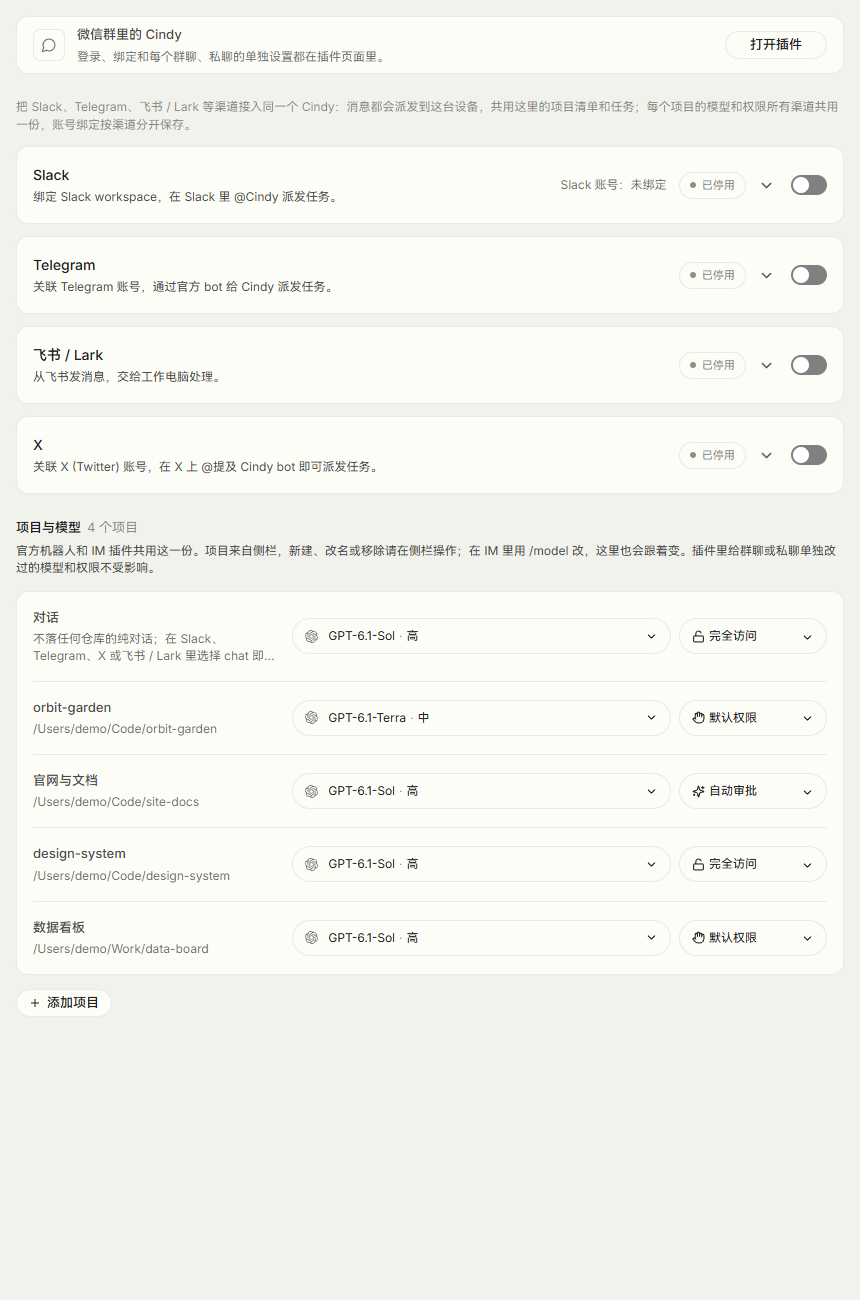 微信群里的 Cindy
登录、绑定和每个群聊、私聊的单独设置都在插件页面里。
打开插件
把 Slack、Telegram、飞书 / Lark 等渠道接入同一个 Cindy：消息都会派发到这台设备，共用这里的项目清单和任务；每个项目的模型和权限所有渠道共用
一份，账号绑定按渠道分开保存。
Slack
绑定 Slack workspace，在 Slack 里 @Cindy 派发任务。
Slack 账号：未绑定
已停用
Telegram
关联 Telegram 账号，通过官方 bot 给 Cindy 派发任务。
已停用
飞书 / Lark
从飞书发消息，交给工作电脑处理。
已停用
X
关联 X (Twitter) 账号，在 X 上 @提及 Cindy bot 即可派发任务。
已停用
项目与模型 4 个项目
官方机器人和 IM 插件共用这一份。项目来自侧栏，新建、改名或移除请在侧栏操作；在 IM 里用 /model 改，这里也会跟着变。插件里给群聊或私聊单独改
过的模型和权限不受影响。
对话
不落任何仓库的纯对话；在 Slack、
Telegram、X 或飞书 / Lark 里选择 chat 即...
GPT-6.1-Sol · 高
完全访问
orbit-garden
/Users/demo/Code/orbit-garden
GPT-6.1-Terra · 中
默认权限
官网与文档
/Users/demo/Code/site-docs
GPT-6.1-Sol · 高
自动审批
design-system
/Users/demo/Code/design-system
GPT-6.1-Sol · 高
完全访问
数据看板
/Users/demo/Work/data-board
GPT-6.1-Sol · 高
默认权限
+ 添加项目